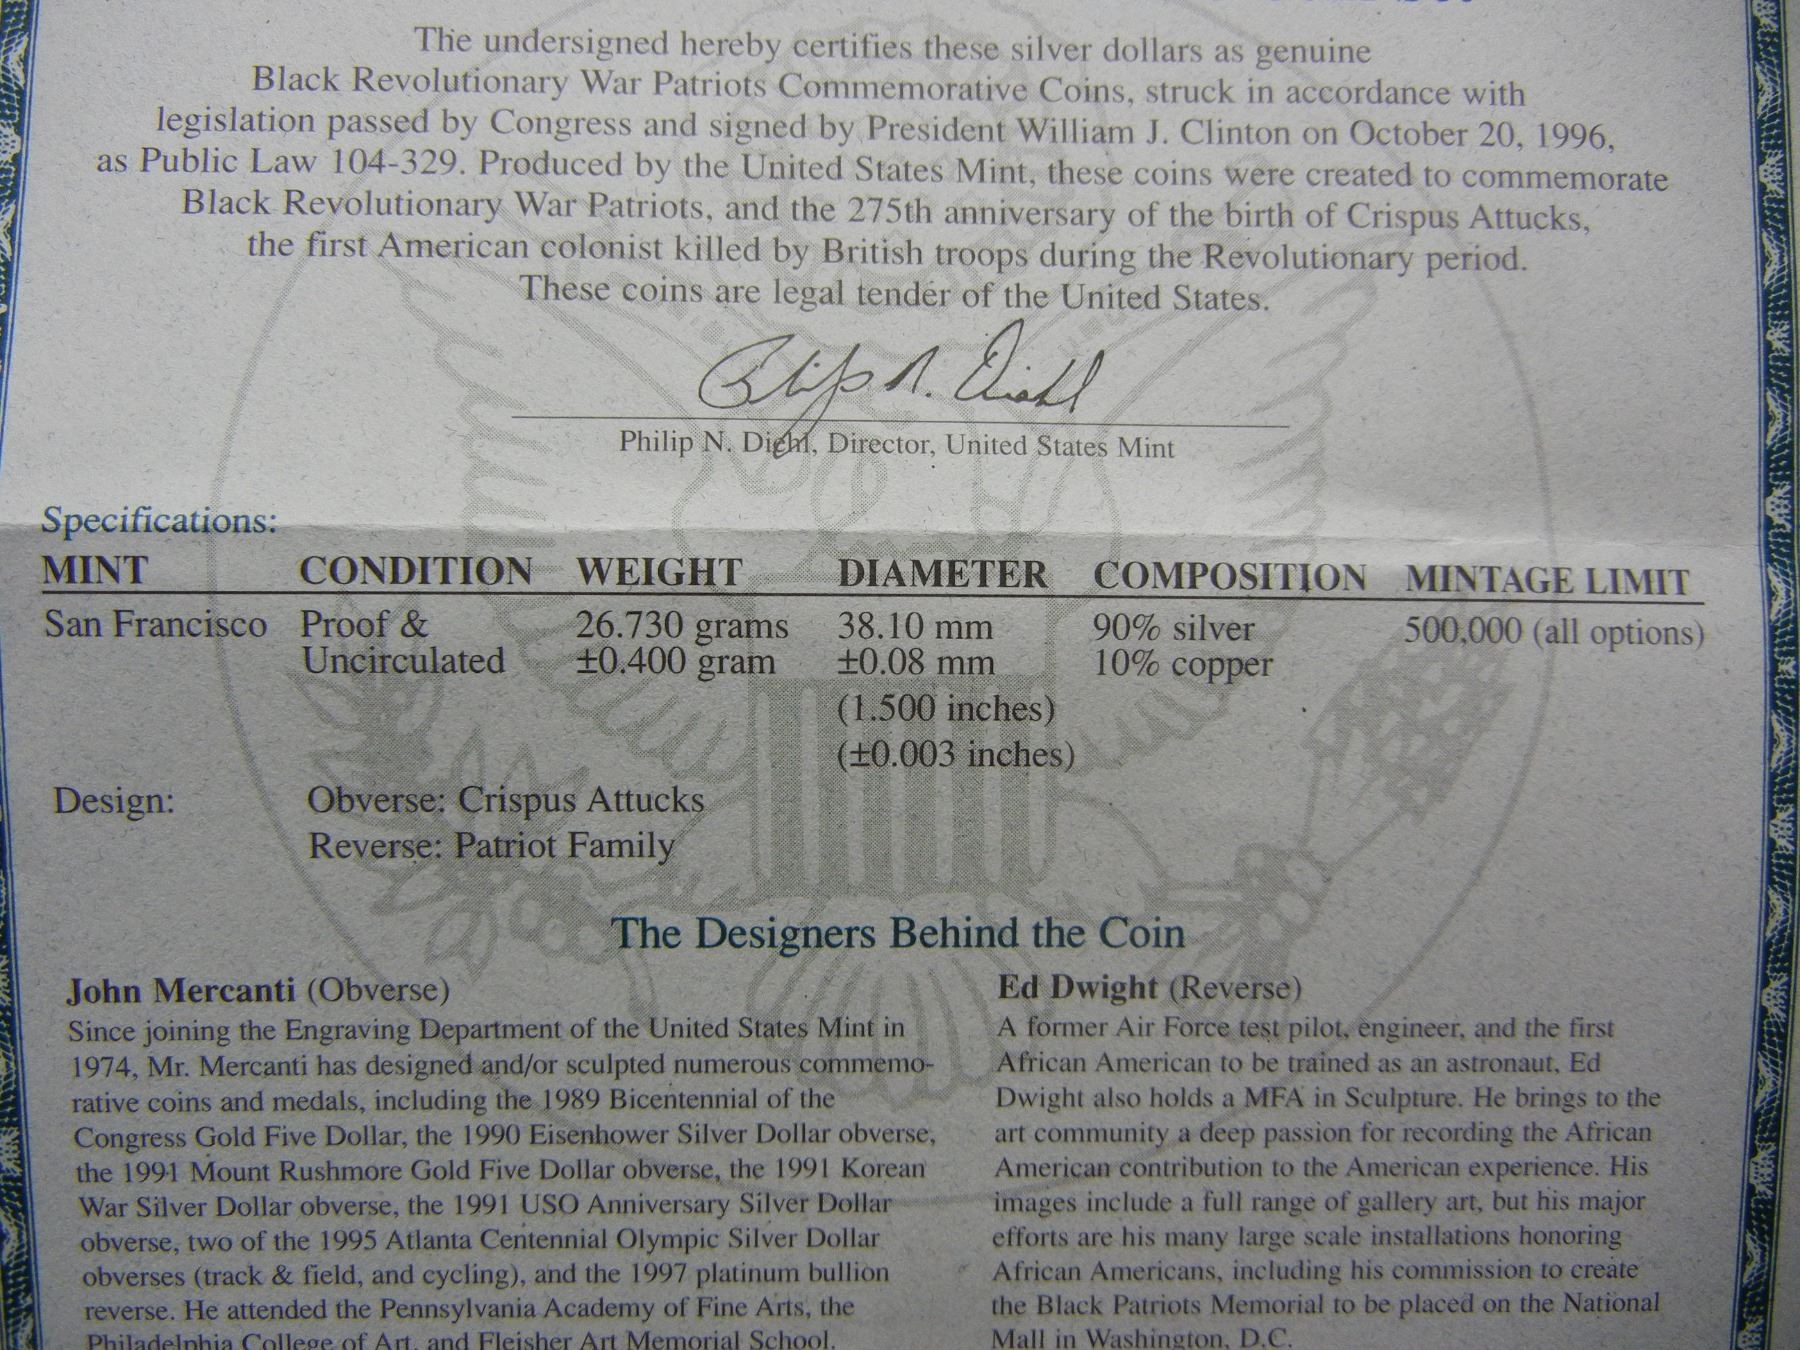 The undersigned hereby certifies these silver dollars as genuine
Black Revolutionary War Patriots Commemorative Coins, struck in accordance with
legislation passed by Congress and signed by President William J. Clinton on October 20, 1996,
as Public Law 104-329. Produced by the United States Mint, these coins were created to commemorate
Black Revolutionary War Patriots, and the 275th anniversary of the birth of Crispus Attucks,
the first American colonist killed by British troops during the Revolutionary period.
These coins are legal tender of the United States.
Philip N. Diehl
Philip N. Diehl, Director, United States Mint
Specifications:
MINT CONDITION WEIGHT DIAMETER COMPOSITION MINTAGE LIMIT
San Francisco Proof & 26.730 grams 38.10 mm 90% silver 500,000 (all options)
Uncirculated ±0.400 gram ±0.08 mm 10% copper
(1.500 inches)
(±0.003 inches)
Design: Obverse: Crispus Attucks
Reverse: Patriot Family
The Designers Behind the Coin
John Mercanti (Obverse)
Since joining the Engraving Department of the United States Mint in
1974, Mr. Mercanti has designed and/or sculpted numerous commemo-
rative coins and medals, including the 1989 Bicentennial of the
Congress Gold Five Dollar, the 1990 Eisenhower Silver Dollar obverse,
the 1991 Mount Rushmore Gold Five Dollar obverse, the 1991 Korean
War Silver Dollar obverse, the 1991 USO Anniversary Silver Dollar
obverse, two of the 1995 Atlanta Centennial Olympic Silver Dollar
obverses (track & field, and cycling), and the 1997 platinum bullion
reverse. He attended the Pennsylvania Academy of Fine Arts, the
Philadelphia College of Art, and Fleisher Art Memorial School.
Ed Dwight (Reverse)
A former Air Force test pilot, engineer, and the first
African American to be trained as an astronaut, Ed
Dwight also holds a MFA in Sculpture. He brings to the
art community a deep passion for recording the African
American contribution to the American experience. His
images include a full range of gallery art, but his major
efforts are his many large scale installations honoring
African Americans, including his commission to create
the Black Patriots Memorial to be placed on the National
Mall in Washington, D.C.